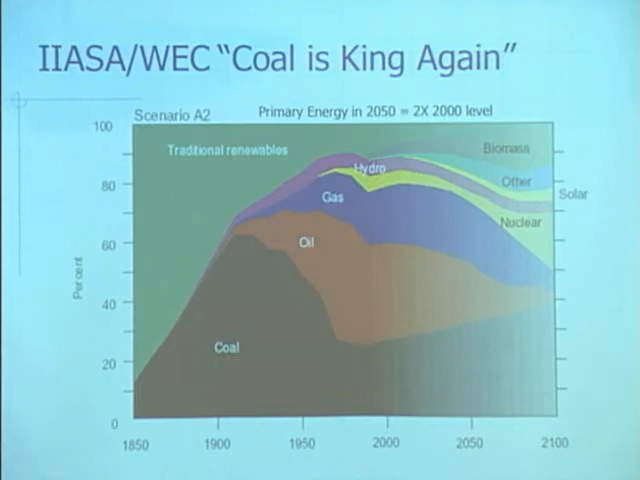 IIASA/WEC “Coal is King Again”
Scenario A2
Primary Energy in 2050 = 2X 2000 level
100
80
60
40
20
0
Percent
Traditional renewables
Biomass
Hydro
Other
Solar
Gas
Nuclear
Oil
Coal
1850
1900
1950
2000
2050
2100